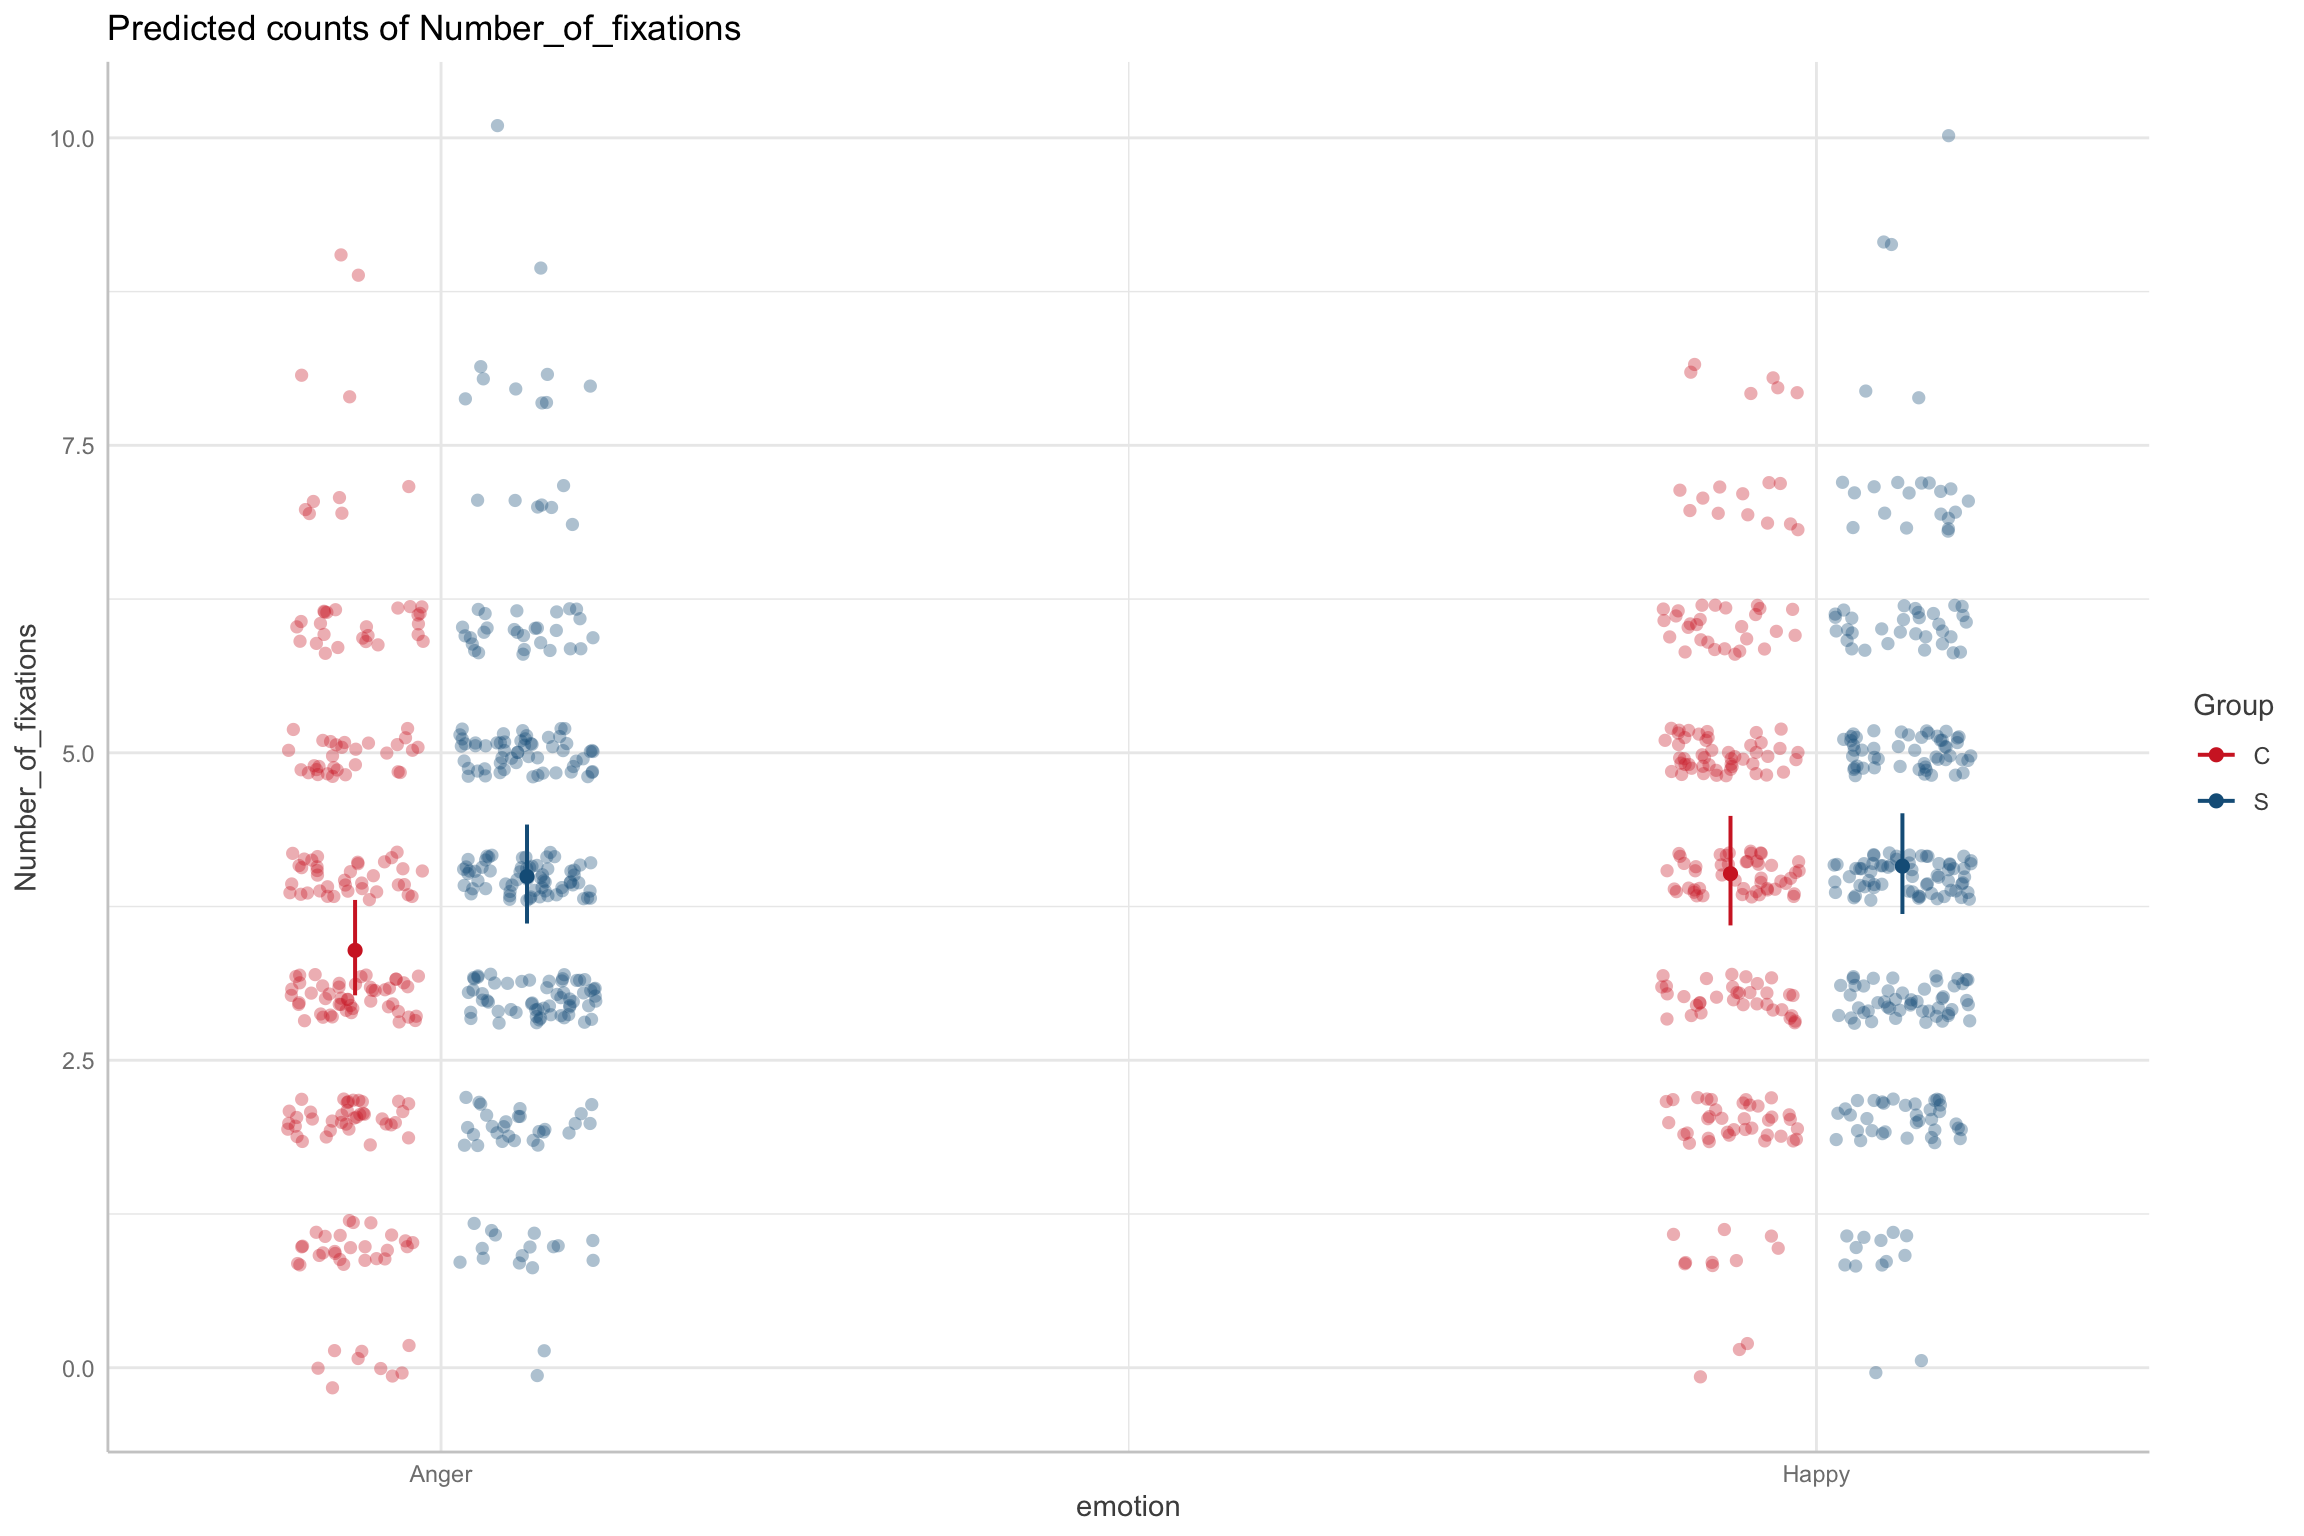 Predicted counts of Number_of_fixations
10.0
7.5
5.0
2.5
0.0
Number_of_fixations
Anger
Happy
emotion
Group
C
S